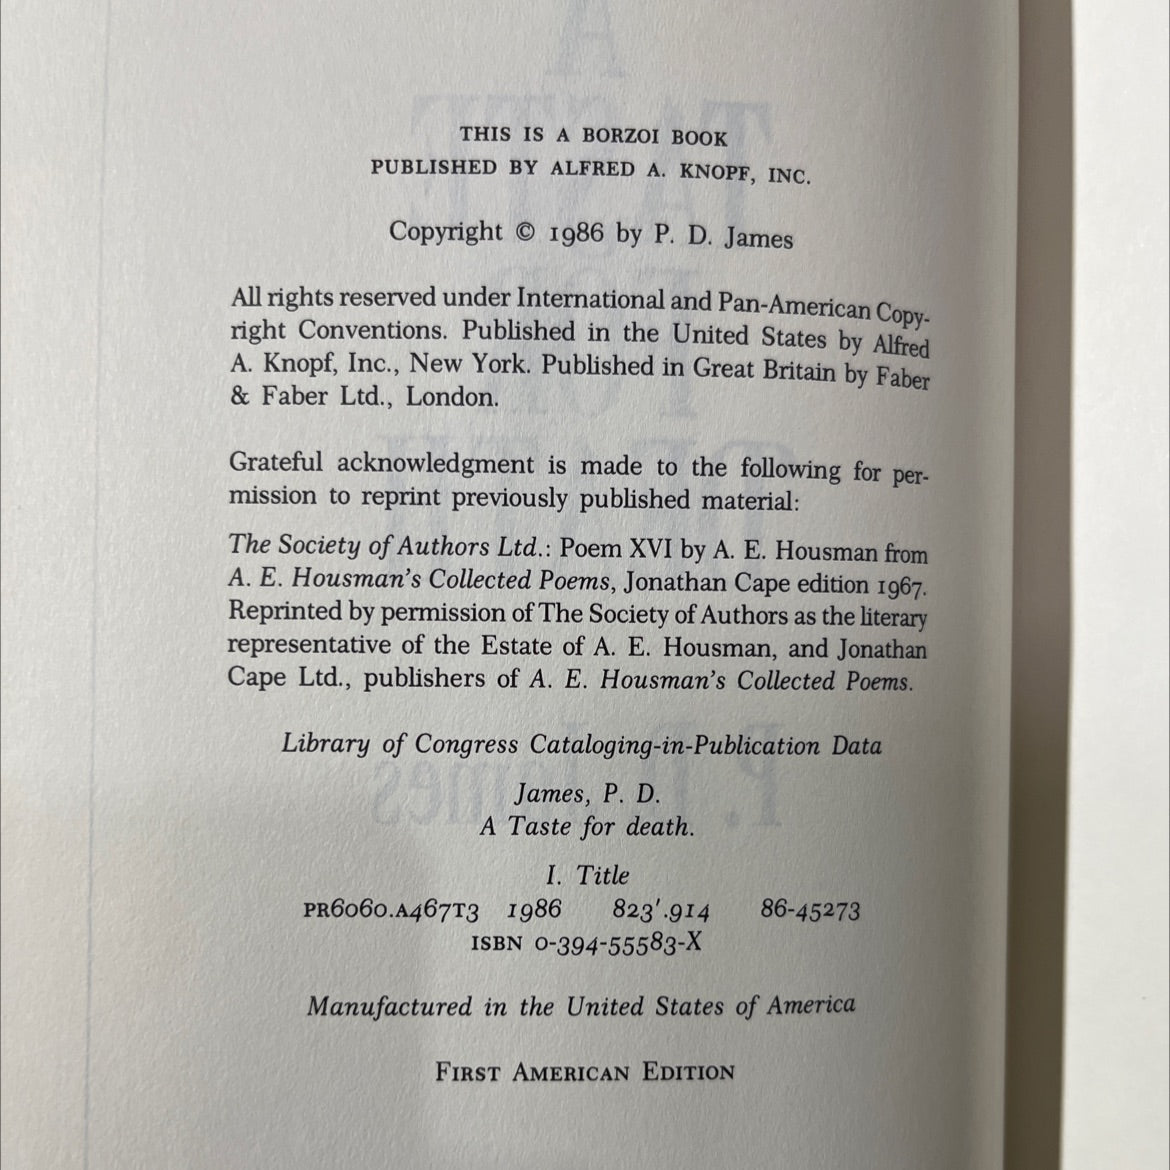 THIS IS A BORZOI BOOK
PUBLISHED BY ALFRED A. KNOPF, INC.
Copyright © 1986 by P. D. James
All rights reserved under International and Pan-American Copy-
right Conventions. Published in the United States by Alfred
A. Knopf, Inc., New York. Published in Great Britain by Faber
& Faber Ltd., London.
Grateful acknowledgment is made to the following for per-
mission to reprint previously published material:
The Society of Authors Ltd.: Poem XVI by A. E. Housman from
A. E. Housman's Collected Poems, Jonathan Cape edition 1967.
Reprinted by permission of The Society of Authors as the literary
representative of the Estate of A. E. Housman, and Jonathan
Cape Ltd., publishers of A. E. Housman's Collected Poems.
Library of Congress Cataloging-in-Publication Data
James, P. D.
A Taste for death.
I. Title
PR6060.A467T3 1986 823′.914 86-45273
ISBN 0-394-55583-X
Manufactured in the United States of America
FIRST AMERICAN EDITION